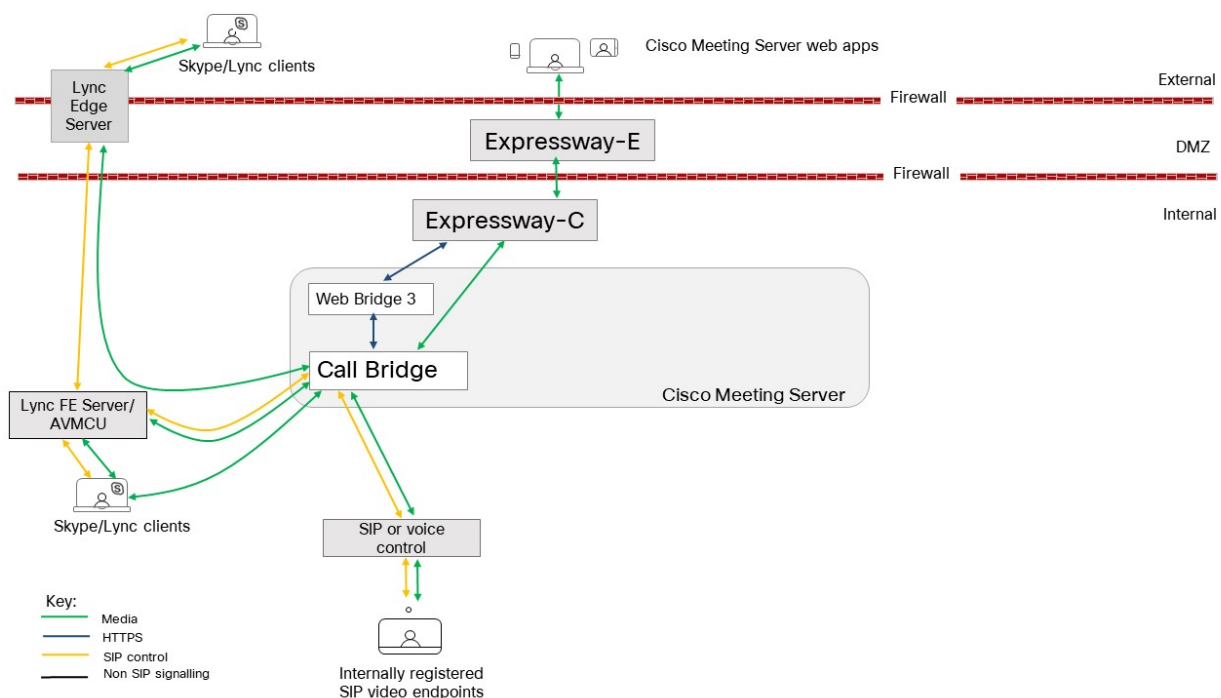 S
Skype/Lync clients
Cisco Meeting Server web apps
External
Lync
Edge
Server
Firewall
Expressway-E
DMZ
Firewall
Expressway-C
Internal
Web Bridge 3
Call Bridge
Cisco Meeting Server
Lync FE Server/
AVMCU
S
Skype/Lync clients
SIP or voice
control
Key:
Media
HTTPS
SIP control
Non SIP signalling
Internally registered
SIP video endpoints